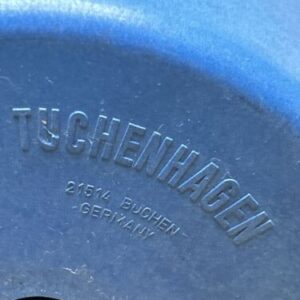 TUCHENHAGEN
21514 BUCHEN-
GERMANY-